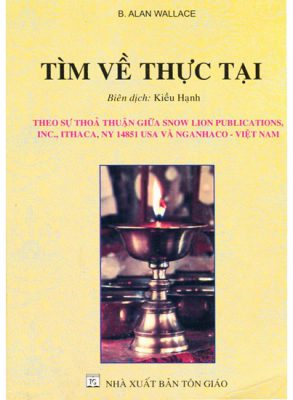 B. ALAN WALLACE
TÌM VỀ THỰC TẠI
Biên dịch: Kiều Hạnh
THEO SỰ THOẢ THUẬN GIỮA SNOW LION PUBLICATIONS,
INC., ITHACA, NY 14851 USA VÀ NGANHACO - VIỆT NAM
NHÀ XUẤT BẢN TÔN GIÁO